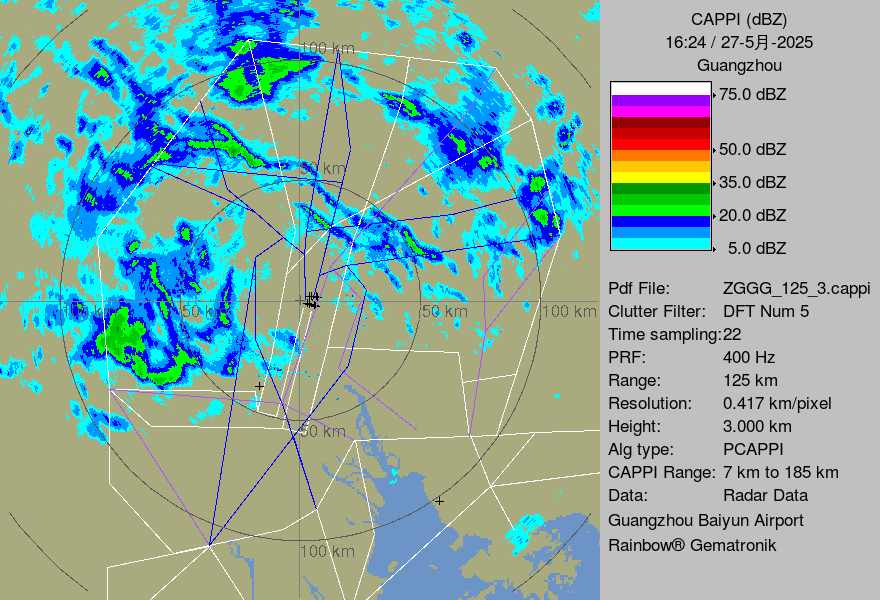 100 km
50 km
100 km
50 km
50 km
100 km
50 km
100 km
CAPPI (dBZ)
16:24 / 27-5月-2025
Guangzhou
75.0 dBZ
50.0 dBZ
35.0 dBZ
20.0 dBZ
5.0 dBZ
Pdf File: ZGGG_125_3.cappi
Clutter Filter: DFT Num 5
Time sampling:22
PRF: 400 Hz
Range: 125 km
Resolution: 0.417 km/pixel
Height: 3.000 km
Alg type: PCAPPI
CAPPI Range: 7 km to 185 km
Data: Radar Data
Guangzhou Baiyun Airport
Rainbow® Gematronik